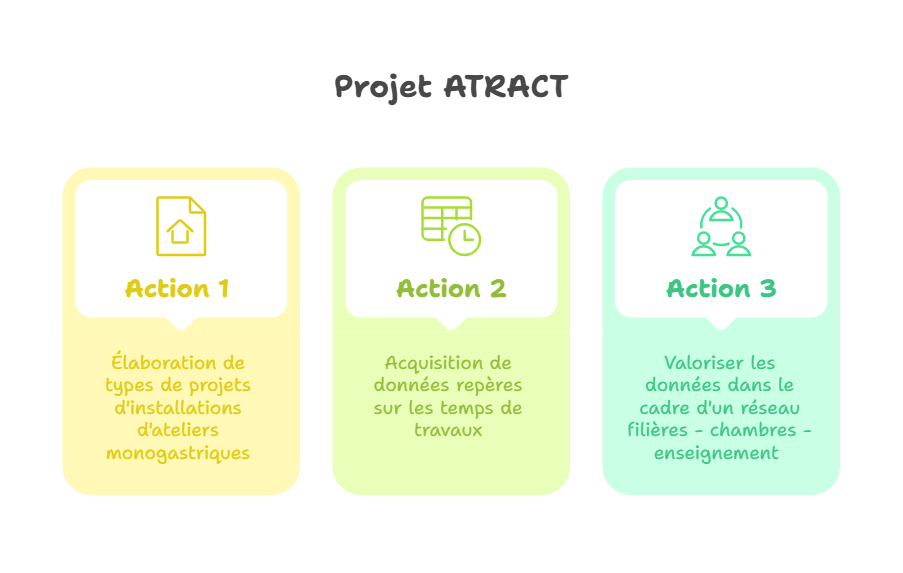 Projet ATRACT
Action 1
Élaboration de
types de projets
d'installations
d'ateliers
monogastriques
Action 2
Acquisition de
données repères
sur les temps de
travaux
Action 3
Valoriser les
données dans le
cadre d'un réseau
filières - chambres -
enseignement